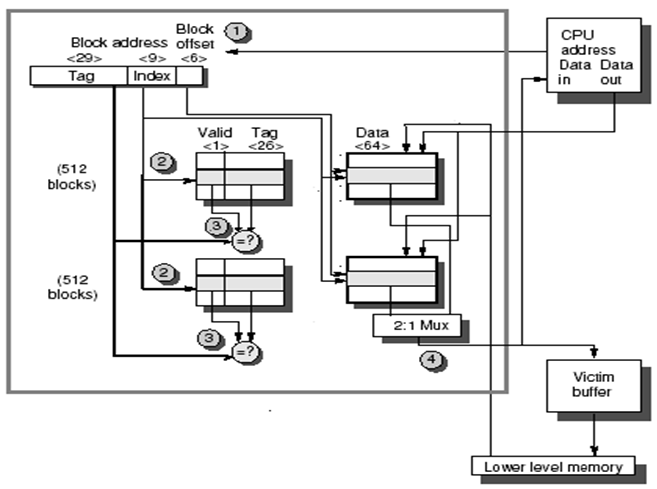 Block
Block address offset
<29> <9> <6>
Tag Index
1
CPU
address
Data Data
in out
Valid Tag
<1> <26>
Data
<64>
(512
blocks)
2
3
=?
(512
blocks)
2
3
=?
2:1 Mux
4
Victim
buffer
Lower level memory